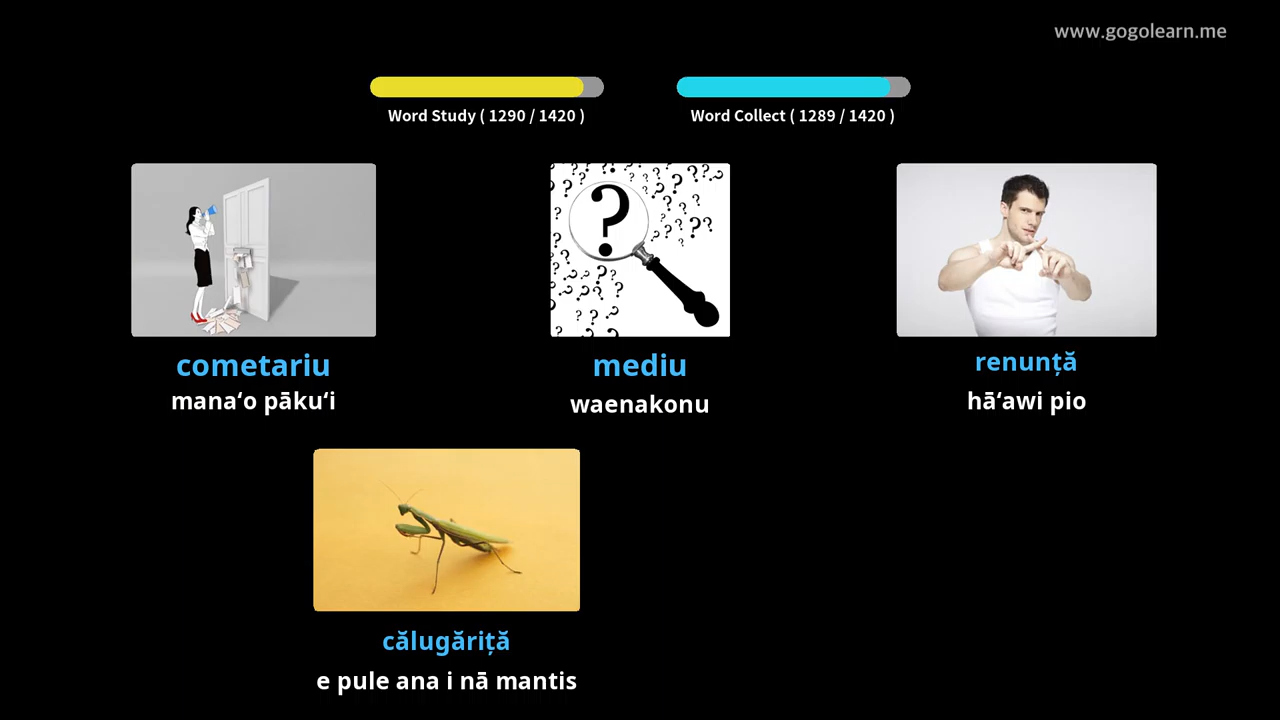 www.gogolearn.me
Word Study ( 1290 / 1420 )
Word Collect ( 1289 / 1420 )
cometariu
manaʻo pākuʻi
mediu
waenakonu
renunță
hāʻawi pio
călugăriță
e pule ana i nā mantis